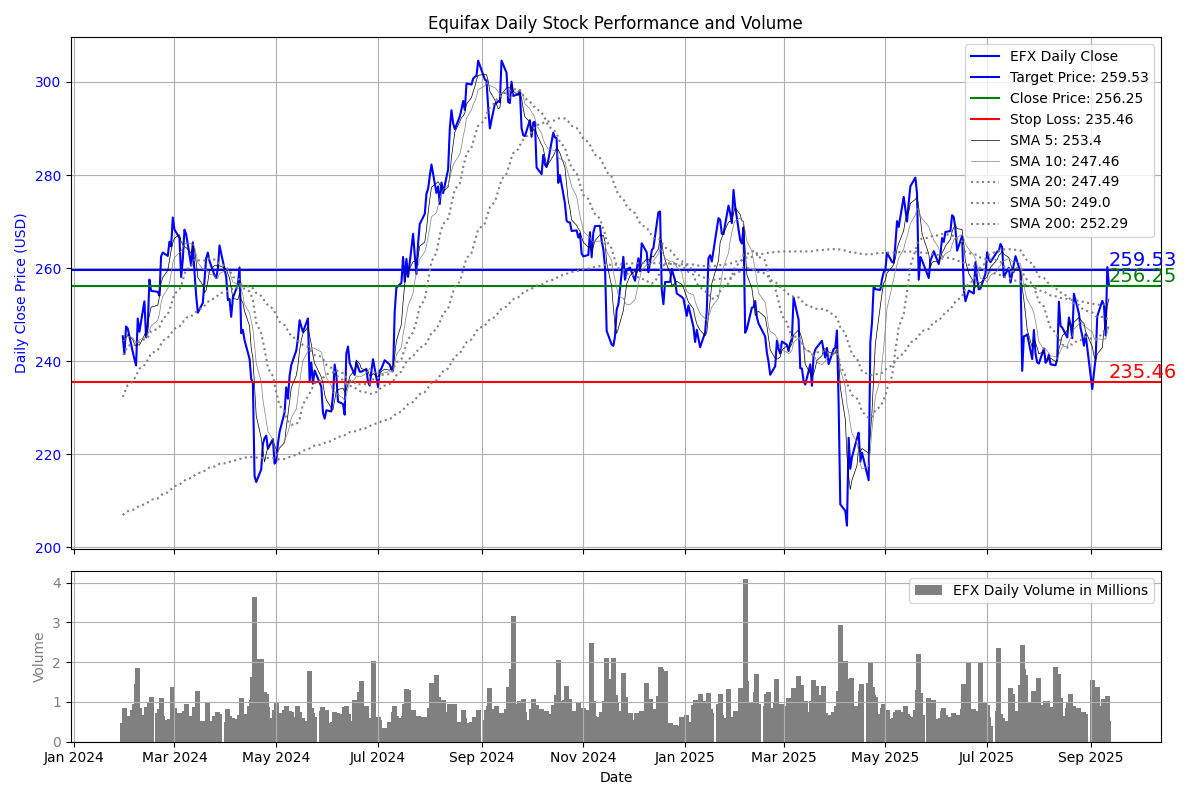 Equifax Daily Stock Performance and Volume
Daily Close Price (USD)
300
280
260
240
220
200
EFX Daily Close
Target Price: 259.53
Close Price: 256.25
Stop Loss: 235.46
SMA 5: 253.4
SMA 10: 247.46
SMA 20: 247.49
SMA 50: 249.0
SMA 200: 252.29
259.53
256.25
235.46
Volume
4
3
2
1
0
EFX Daily Volume in Millions
Jan 2024 Mar 2024 May 2024 Jul 2024 Sep 2024 Nov 2024 Jan 2025 Mar 2025 May 2025 Jul 2025 Sep 2025
Date